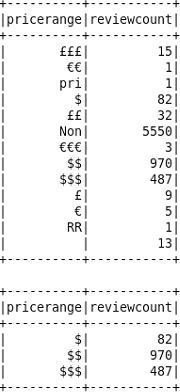 +----------+-----------+
|pricerange|reviewcount|
+----------+-----------+
|       £££|         15|
|        €€|          1|
|       pri|          1|
|         $|         82|
|        ££|         32|
|       Non|       5550|
|       €€€|          3|
|        $$|        970|
|       $$$|        487|
|         £|          9|
|         €|          5|
|        RR|          1|
|          |         13|
+----------+-----------+

+----------+-----------+
|pricerange|reviewcount|
+----------+-----------+
|         $|         82|
|        $$|        970|
|       $$$|        487|
+----------+-----------+